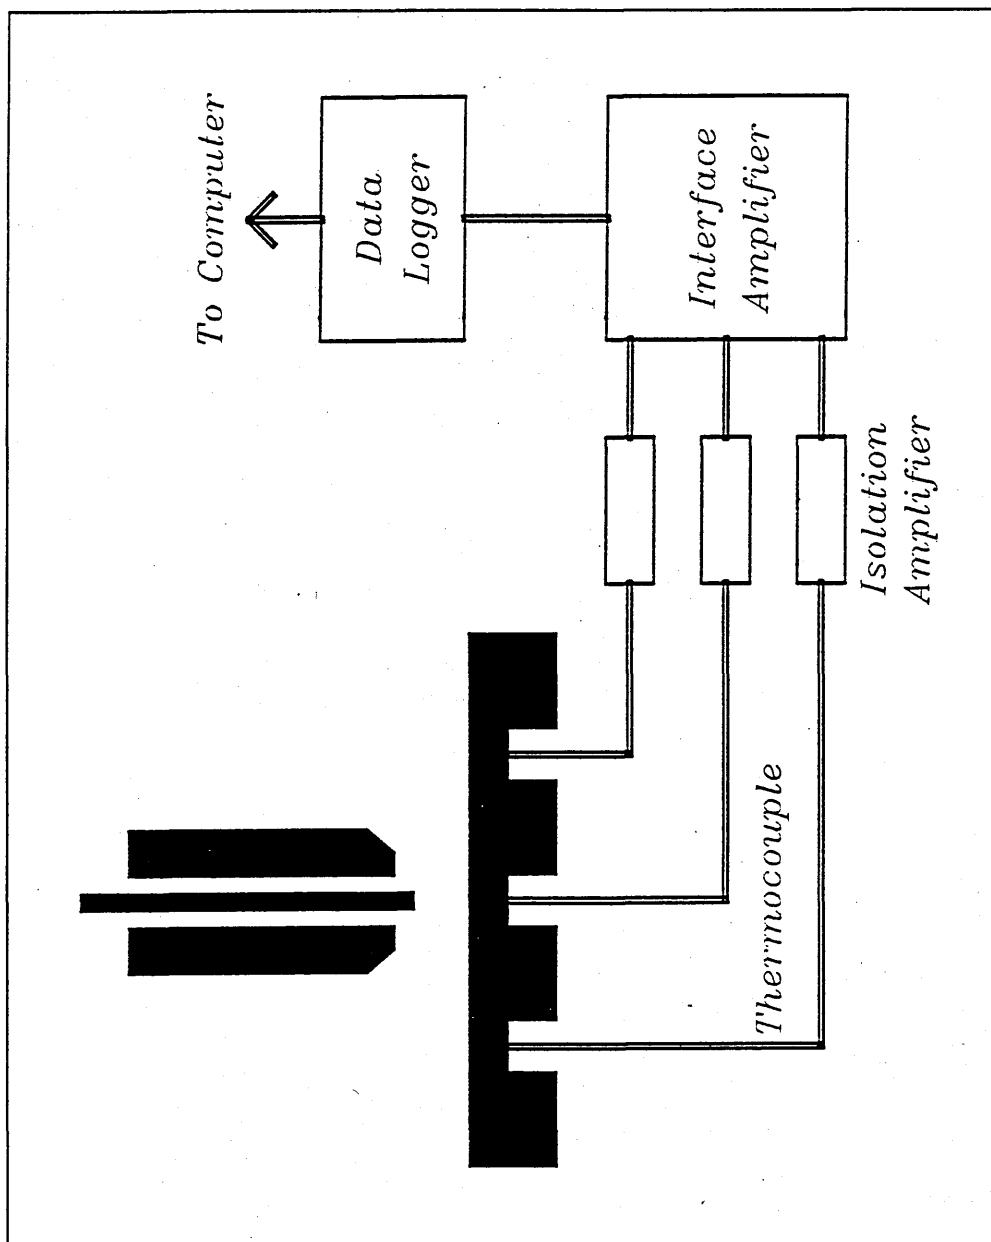 To Computer
Data
Logger
Interface
Amplifier
Isolation
Amplifier
Thermocouple